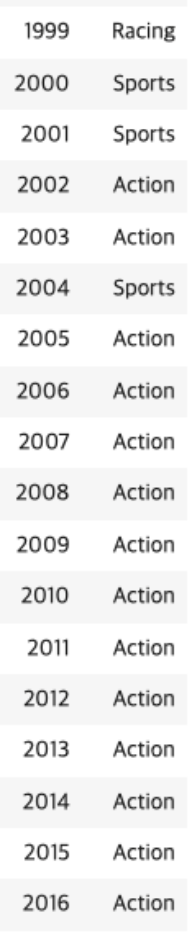 1999 Racing
2000 Sports
2001 Sports
2002 Action
2003 Action
2004 Sports
2005 Action
2006 Action
2007 Action
2008 Action
2009 Action
2010 Action
2011 Action
2012 Action
2013 Action
2014 Action
2015 Action
2016 Action